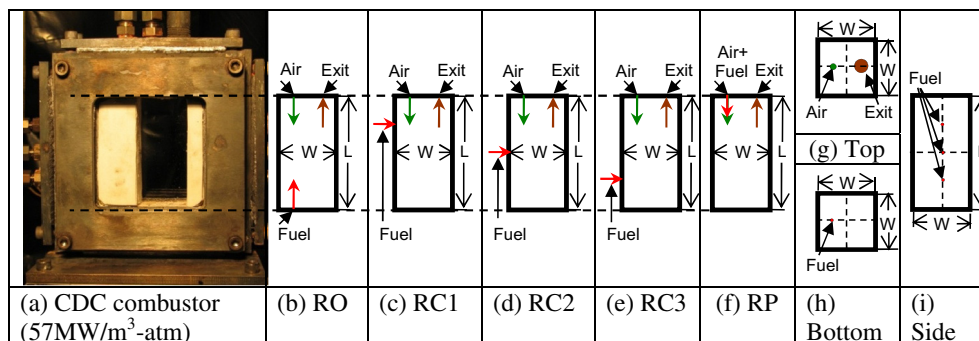 Air Exit
W
L
Fuel
Air Exit
W
L
Fuel
Air Exit
W
L
Fuel
Air Exit
W
L
Fuel
Air+
Fuel Exit
W
L
W
W
Air Exit
(g) Top
W
W
Fuel
Fuel
W
(a) CDC combustor
(57MW/m³-atm)
(b) RO
(c) RC1
(d) RC2
(e) RC3
(f) RP
(h)
Bottom
(i)
Side